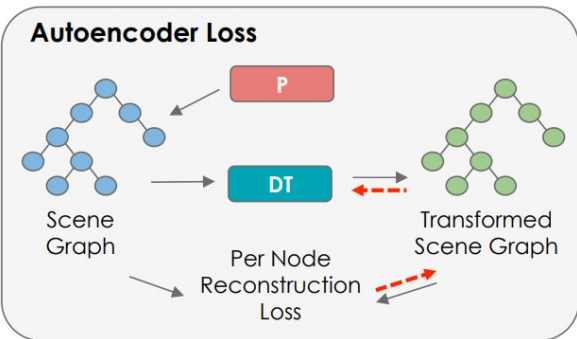 Autoencoder Loss
P
DT
Scene
Graph
Transformed
Scene Graph
Per Node
Reconstruction
Loss